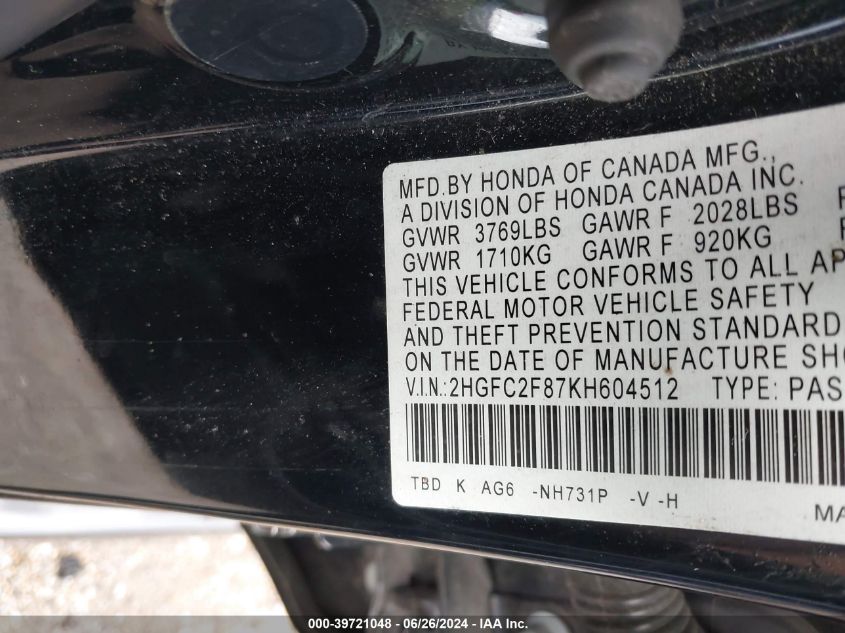 MFD.BY HONDA OF CANADA MFG.,
A DIVISION OF HONDA CANADA INC.
GVWR 3769LBS GAWR F 2028LBS
GVWR 1710KG GAWR F 920KG
THIS VEHICLE CONFORMS TO ALL AP
FEDERAL MOTOR VEHICLE SAFETY
AND THEFT PREVENTION STANDARD
ON THE DATE OF MANUFACTURE SHO
V.I.N.:2HGFC2F87KH604512 TYPE: PAS
TBD K AG6 -NH731P -V -H
MA
000-39721048 | 06/26/2024 | IAA Inc.